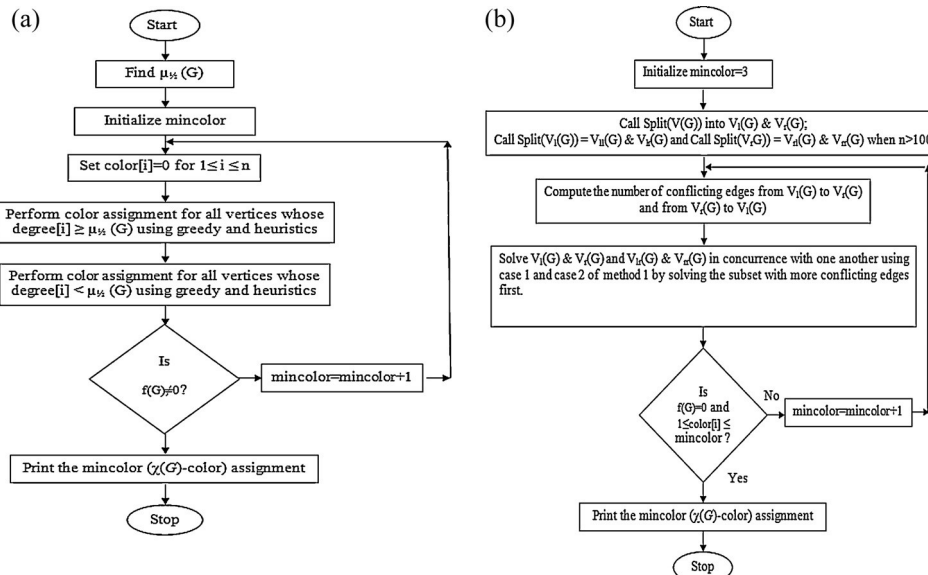 (a)
Start
Find μ½ (G)
Initialize mincolor
Set color[i]=0 for 1≤i≤n
Perform color assignment for all vertices whose
degree[i] ≥ μ½ (G) using greedy and heuristics
Perform color assignment for all vertices whose
degree[i] < μ½ (G) using greedy and heuristics
Is
f(G)≠0?
mincolor=mincolor+1
Print the mincolor (χ(G)-color) assignment
Stop
(b)
Start
Initialize mincolor=3
Call Split(V(G)) into Vl(G) & Vr(G);
Call Split(Vl(G)) = Vll(G) & Vlr(G) and Call Split(VrG)) = Vrl(G) & Vrr(G) when n>100
Compute the number of conflicting edges from Vl(G) to Vr(G)
and from Vr(G) to Vl(G)
Solve Vl(G) & Vr(G) and Vlr(G) & Vrr(G) in concurrence with one another using
case 1 and case 2 of method 1 by solving the subset with more conflicting edges
first.
Is
f(G)=0 and
1≤color[i] ≤
mincolor ?
No
mincolor=mincolor+1
Yes
Print the mincolor (χ(G)-color) assignment
Stop